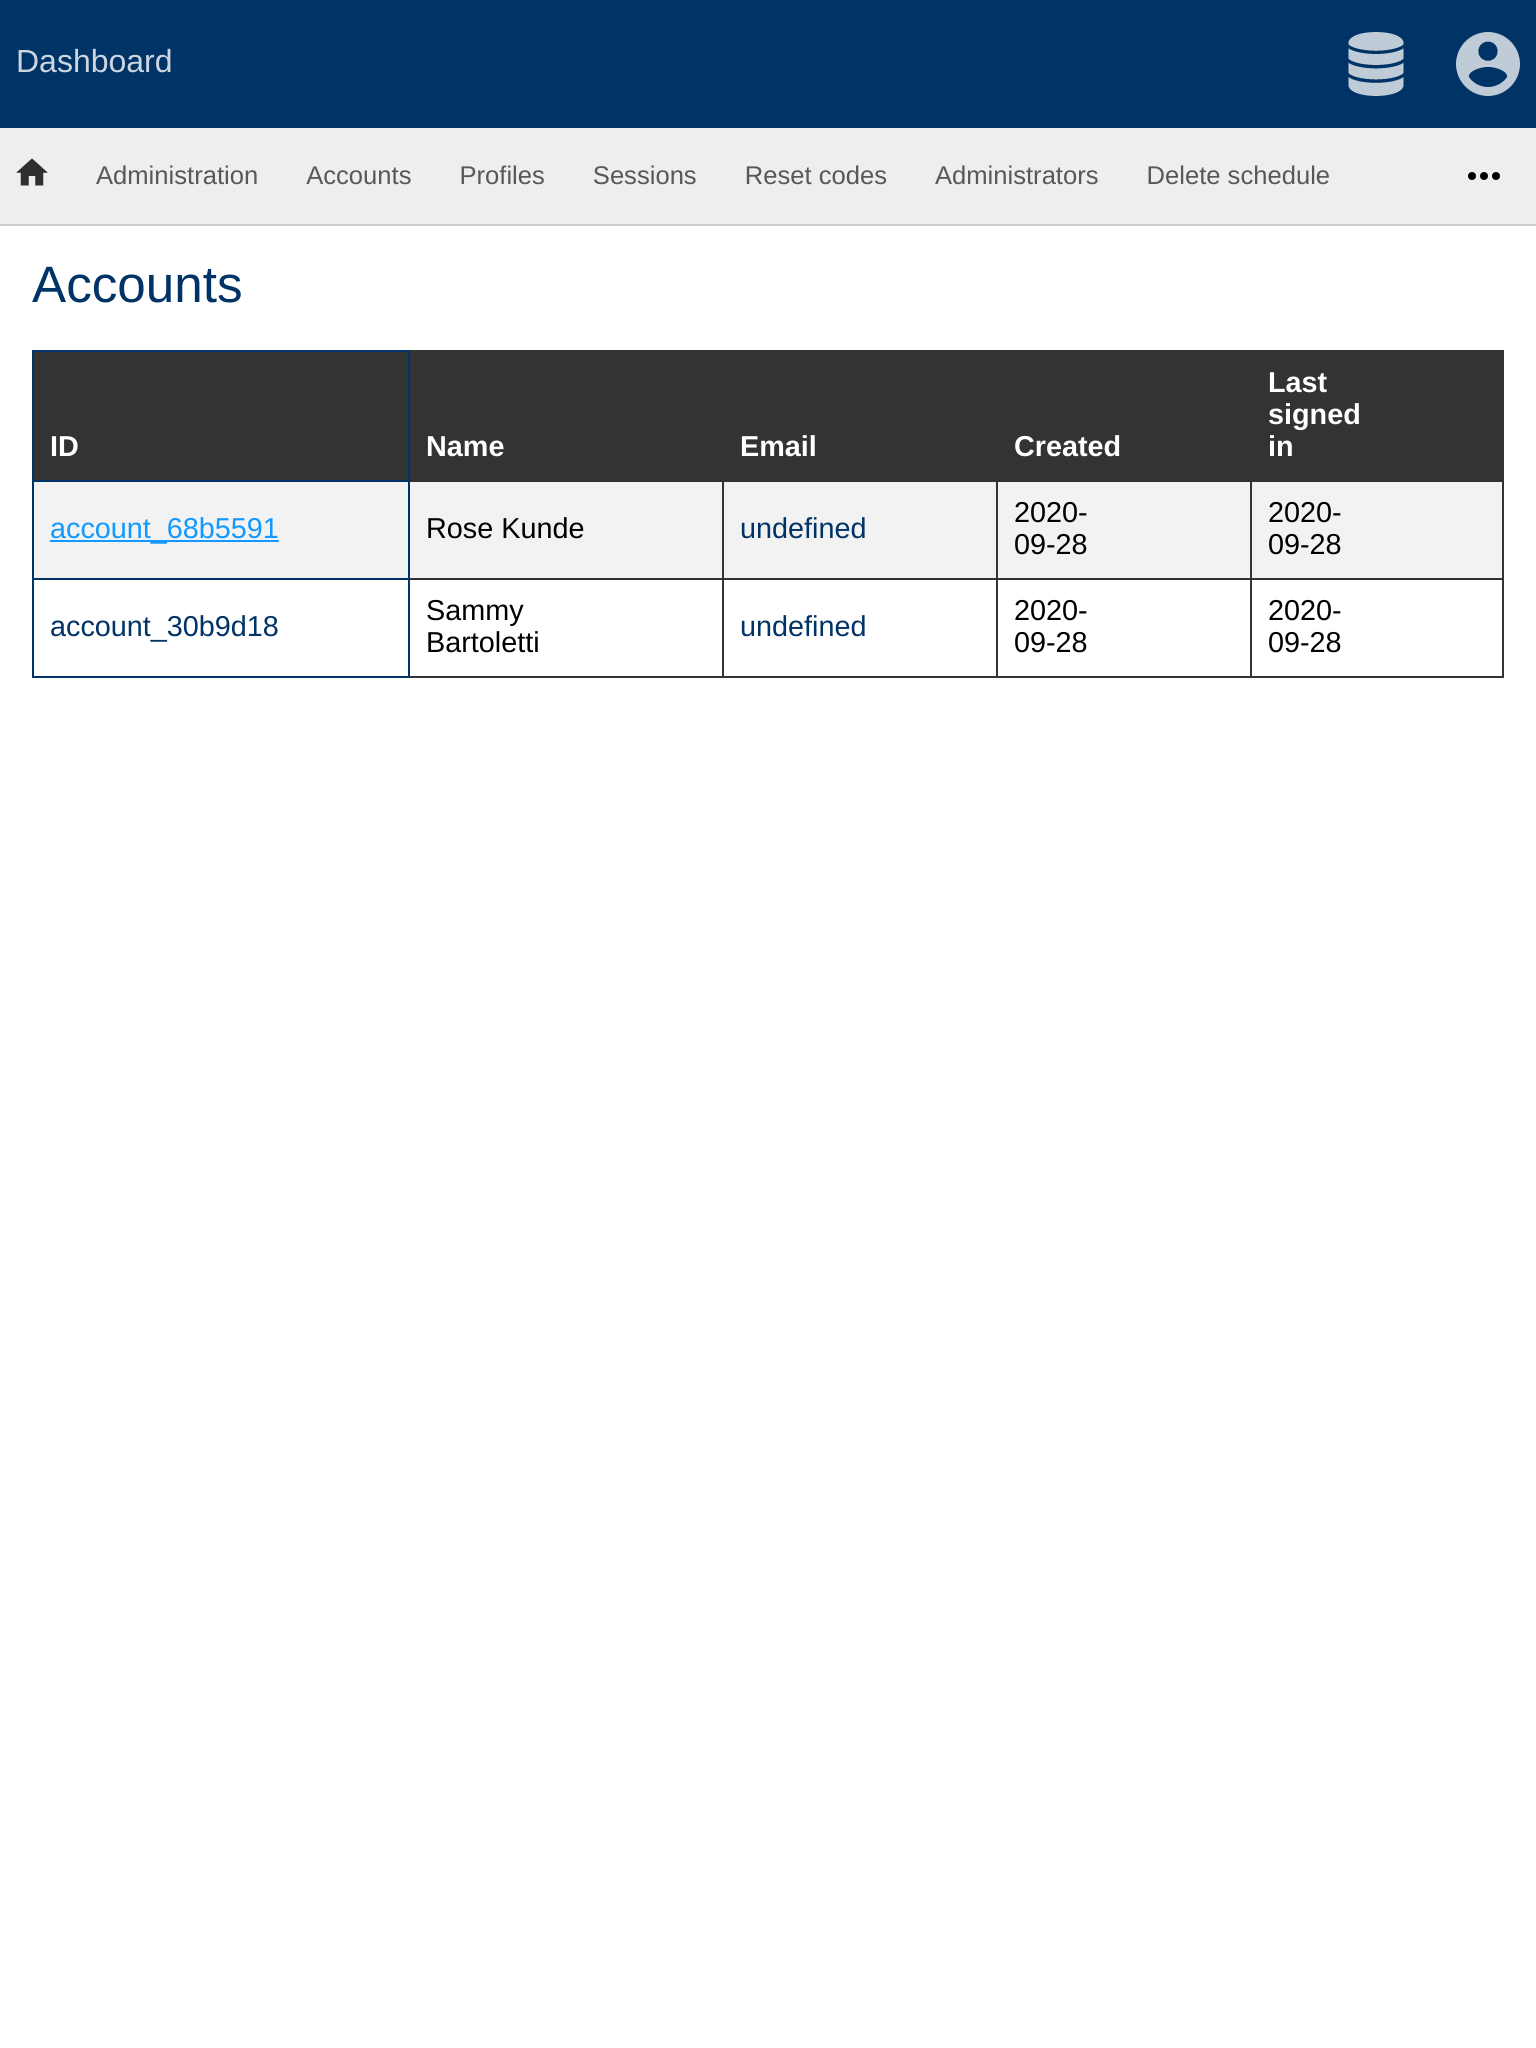 Dashboard
Administration Accounts Profiles Sessions Reset codes Administrators Delete schedule
Accounts
ID Name Email Created Last signed in
account_68b5591 Rose Kunde undefined 2020-09-28 2020-09-28
account_30b9d18 Sammy Bartoletti undefined 2020-09-28 2020-09-28